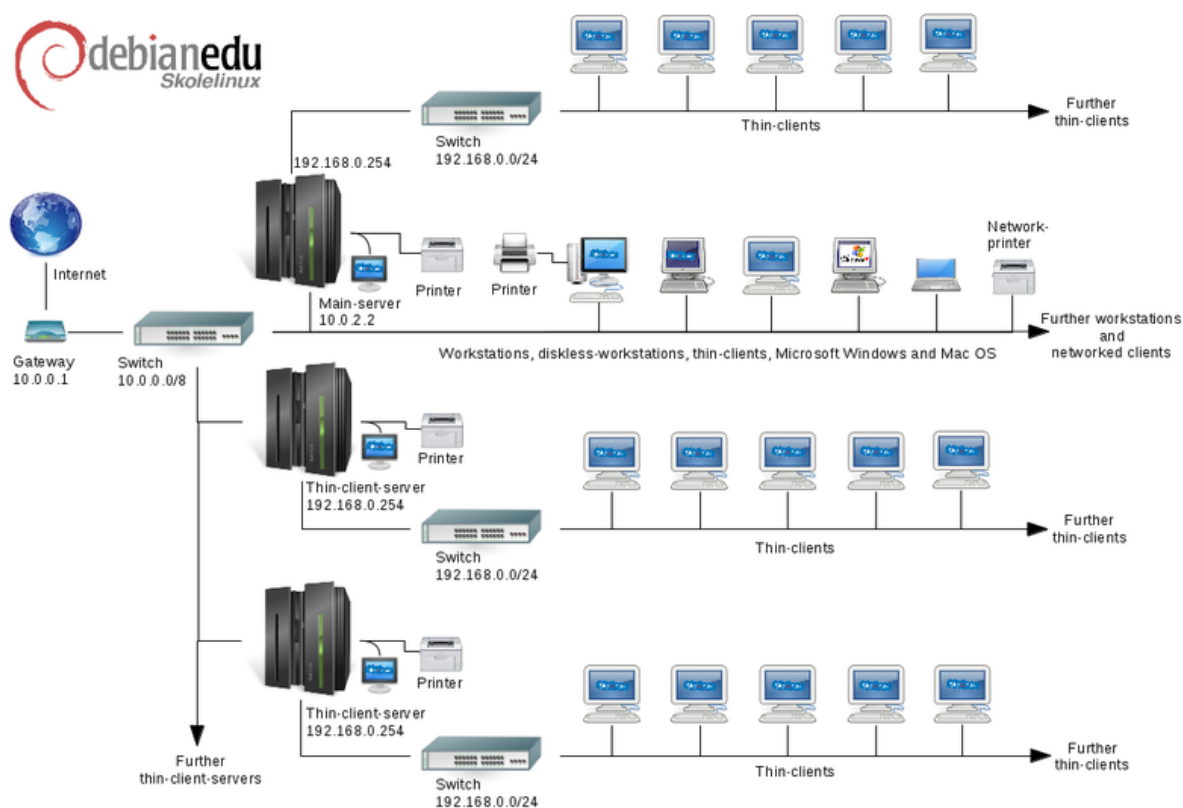 debianedu
Skolelinux
Thin-clients
Further
thin-clients
Switch
192.168.0.0/24
192.168.0.254
Internet
Gateway
10.0.0.1
Switch
10.0.0.0/8
Main-server
10.0.2.2
Printer
Printer
Network-
printer
Workstations, diskless-workstations, thin-clients, Microsoft Windows and Mac OS
Further workstations
and
networked clients
Printer
Thin-client-server
192.168.0.254
Switch
192.168.0.0/24
Thin-clients
Further
thin-clients
Printer
Thin-client-server
192.168.0.254
Switch
192.168.0.0/24
Thin-clients
Further
thin-clients
Further
thin-client-servers